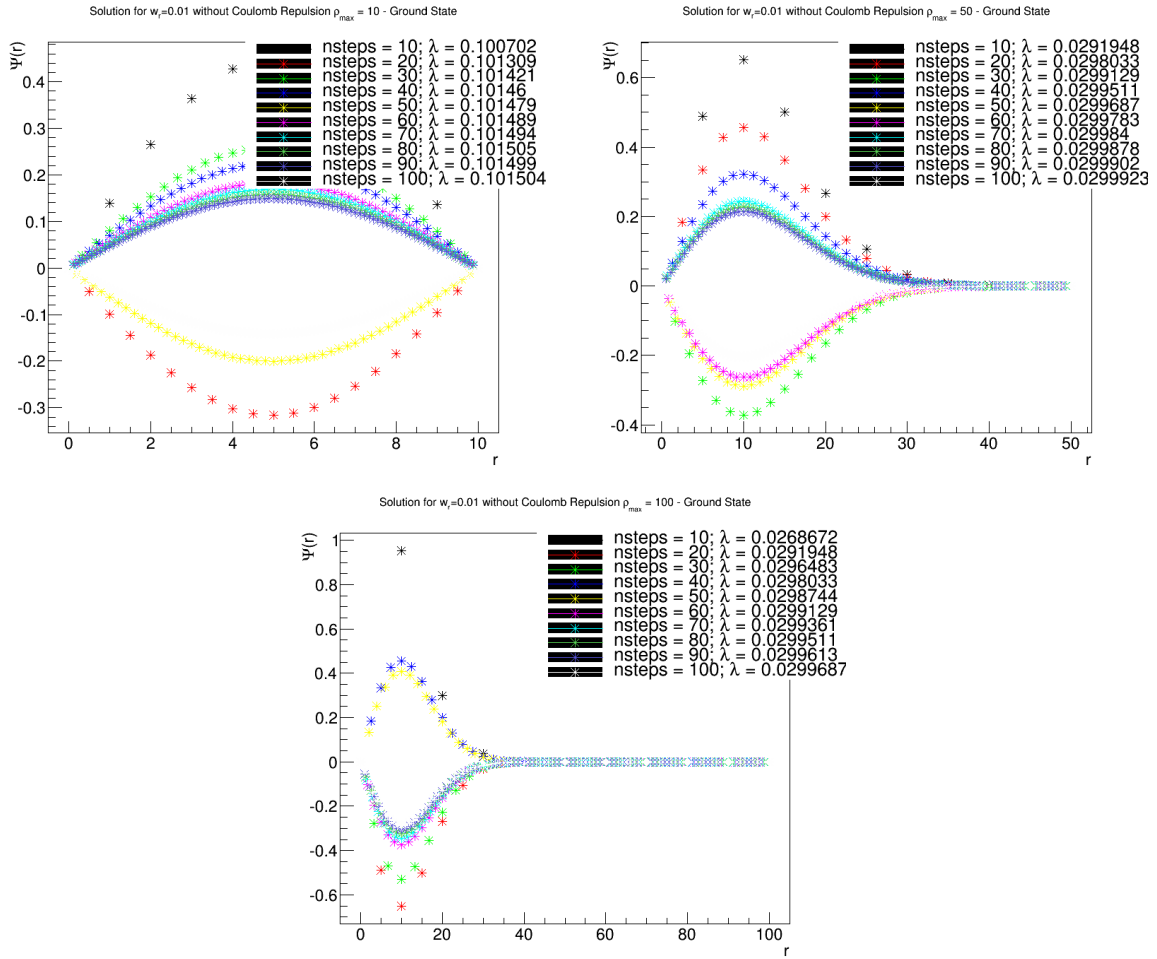 Solution for w_r=0.01 without Coulomb Repulsion ρ_max = 10 - Ground State
Ψ(r)
nsteps = 10; λ = 0.100702
nsteps = 20; λ = 0.101309
nsteps = 30; λ = 0.101421
nsteps = 40; λ = 0.10146
nsteps = 50; λ = 0.101479
nsteps = 60; λ = 0.101489
nsteps = 70; λ = 0.101494
nsteps = 80; λ = 0.101505
nsteps = 90; λ = 0.101499
nsteps = 100; λ = 0.101504
0.4
0.3
0.2
0.1
0
-0.1
-0.2
-0.3
0 2 4 6 8 10
r
Solution for w_r=0.01 without Coulomb Repulsion ρ_max = 50 - Ground State
Ψ(r)
nsteps = 10; λ = 0.0291948
nsteps = 20; λ = 0.0298033
nsteps = 30; λ = 0.0299129
nsteps = 40; λ = 0.0299511
nsteps = 50; λ = 0.0299687
nsteps = 60; λ = 0.0299783
nsteps = 70; λ = 0.029984
nsteps = 80; λ = 0.0299878
nsteps = 90; λ = 0.0299902
nsteps = 100; λ = 0.0299923
0.6
0.4
0.2
0
-0.2
-0.4
0 10 20 30 40 50
r
Solution for w_r=0.01 without Coulomb Repulsion ρ_max = 100 - Ground State
Ψ(r)
nsteps = 10; λ = 0.0268672
nsteps = 20; λ = 0.0291948
nsteps = 30; λ = 0.0296483
nsteps = 40; λ = 0.0298033
nsteps = 50; λ = 0.0298744
nsteps = 60; λ = 0.0299129
nsteps = 70; λ = 0.0299361
nsteps = 80; λ = 0.0299511
nsteps = 90; λ = 0.0299613
nsteps = 100; λ = 0.0299687
1
0.8
0.6
0.4
0.2
0
-0.2
-0.4
-0.6
0 20 40 60 80 100
r